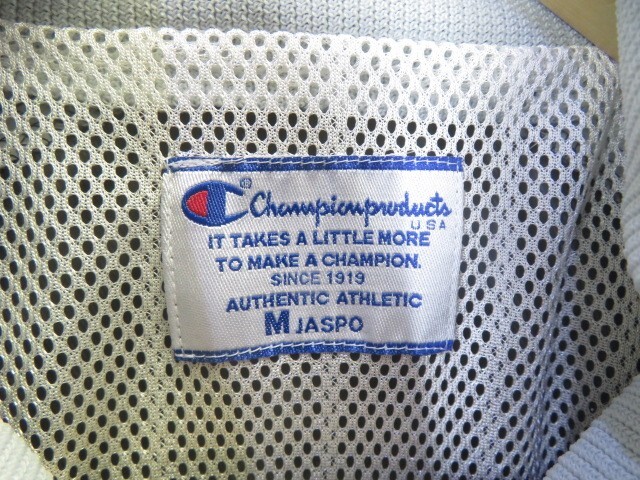 ® Championproducts
USA
IT TAKES A LITTLE MORE
TO MAKE A CHAMPION.
SINCE 1919
AUTHENTIC ATHLETIC
M JASPO